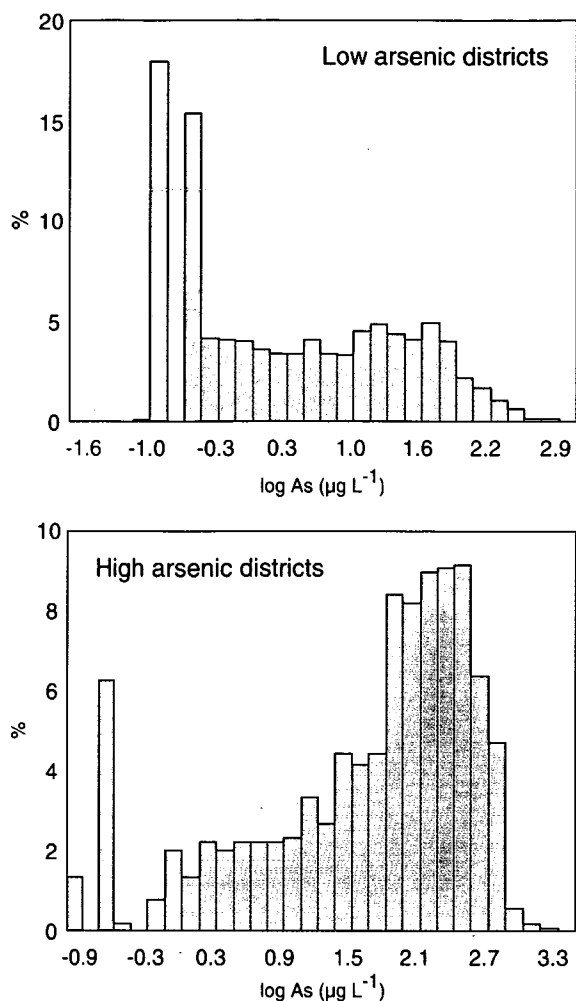 20
Low arsenic districts
15
%
10
5
0
-1.6 -1.0 -0.3 0.3 1.0 1.6 2.2 2.9
log As (µg L⁻¹)
10
High arsenic districts
8
6
%
4
2
0
-0.9 -0.3 0.3 0.9 1.5 2.1 2.7 3.3
log As (µg L⁻¹)